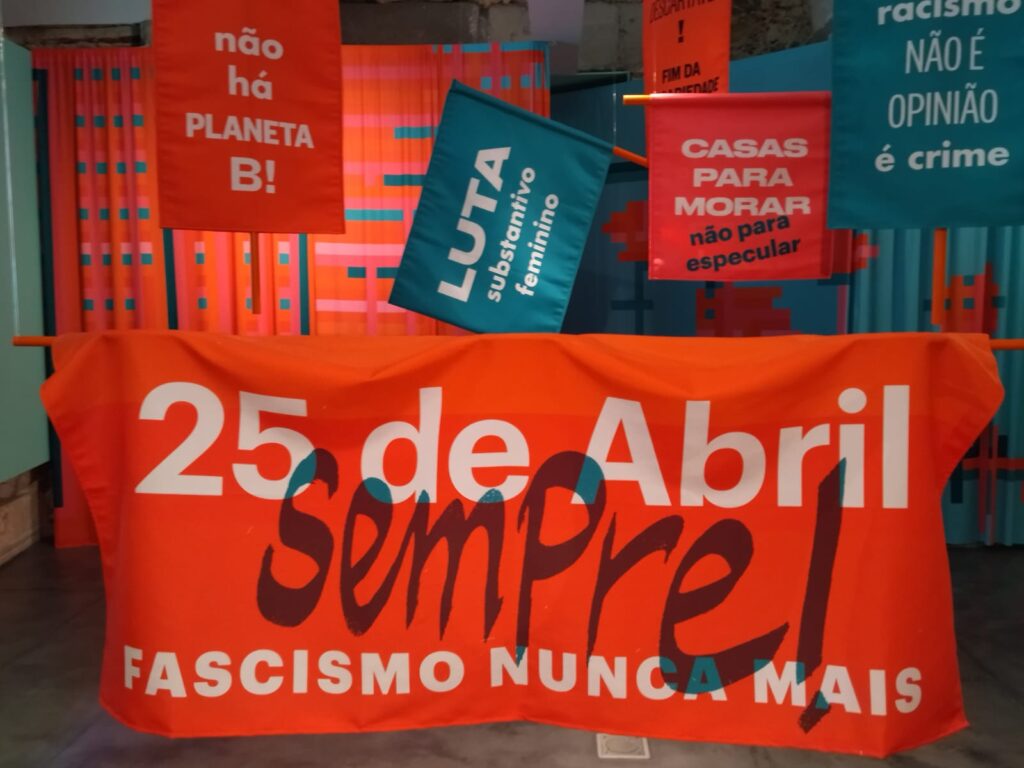 não
há
PLANETA
B!
LUTA
substantivo
feminino
!
FIM DA
CASAS
PARA
MORAR
não para
especular
racismo
NÃO É
OPINIÃO
é crime
25 de Abril
sempre!
FASCISMO NUNCA MAIS